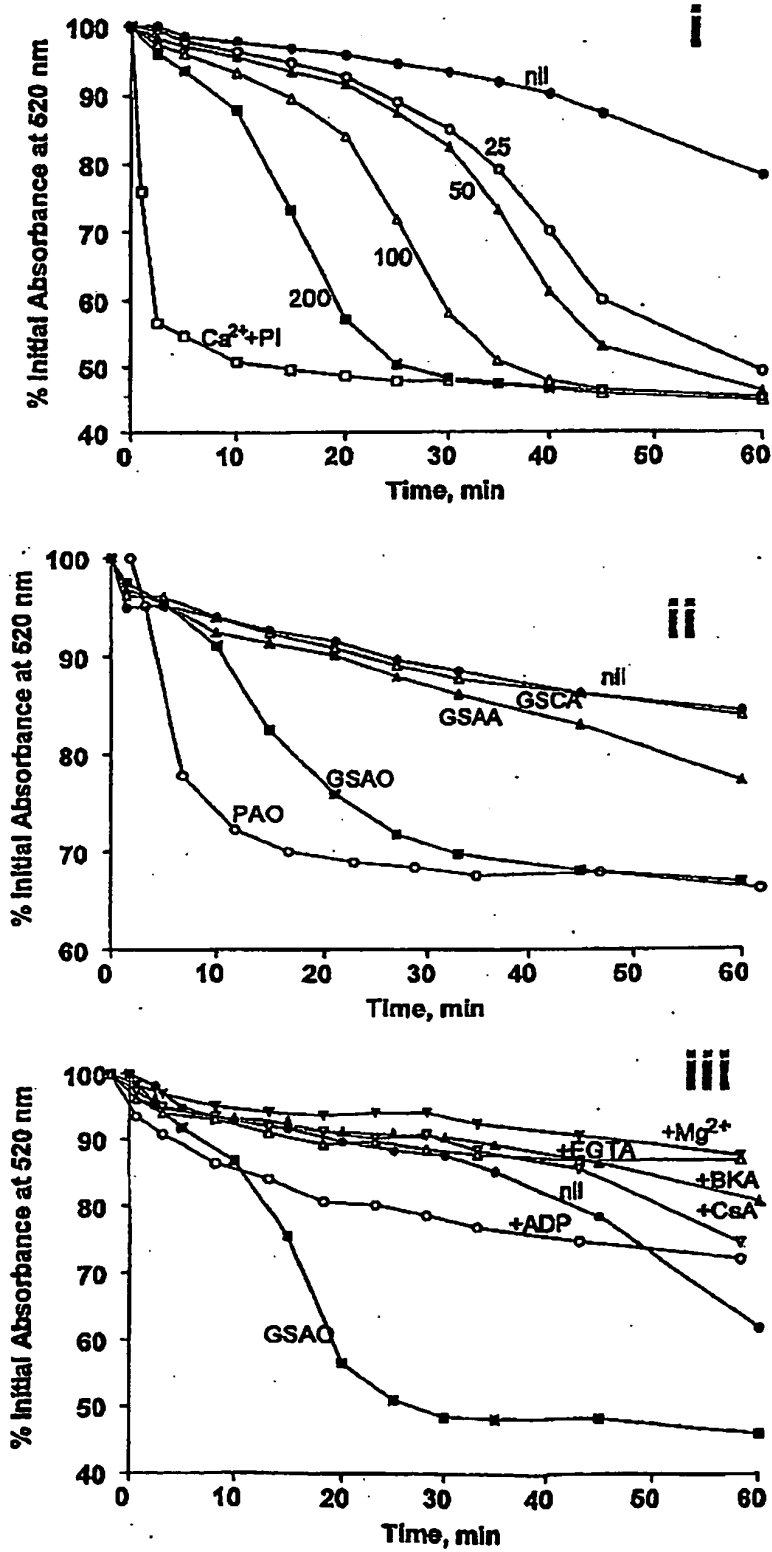 i
% Initial Absorbance at 520 nm
100
90
80
70
60
50
40
nil
25
50
100
200
Ca²⁺+Pi
0 10 20 30 40 50 60
Time, min
ii
% Initial Absorbance at 520 nm
100
90
80
70
60
nil
GSCA
GSAA
GSAO
PAO
0 10 20 30 40 50 60
Time, min
iii
% Initial Absorbance at 520 nm
100
90
80
70
60
50
40
+Mg²⁺
+EGTA
+BKA
nil
+CsA
+ADP
GSAO
0 10 20 30 40 50 60
Time, min